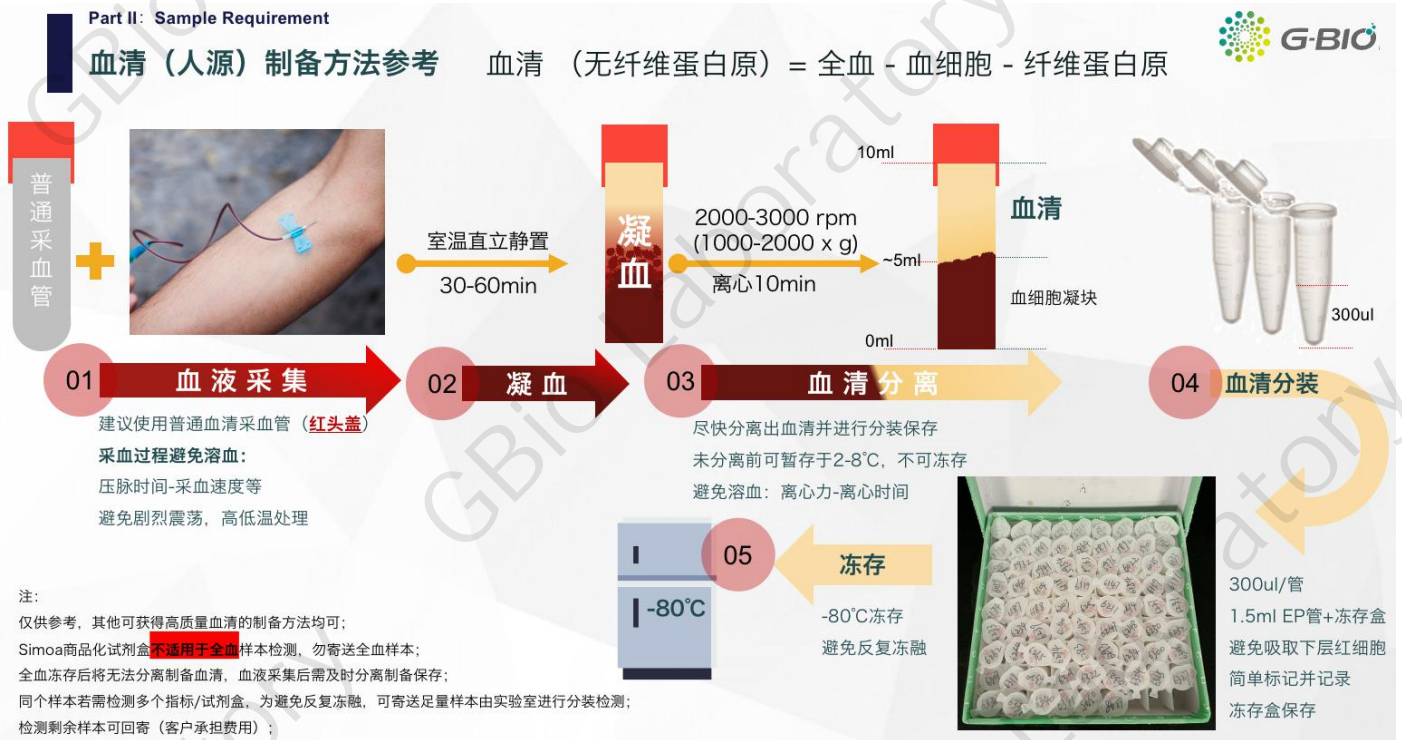 Part II：Sample Requirement
血清（人源）制备方法参考
血清 （无纤维蛋白原）= 全血 - 血细胞 - 纤维蛋白原
G-BIO
普通采血管
室温直立静置
30-60min
凝血
2000-3000 rpm
(1000-2000 x g)
离心10min
10ml
~5ml
0ml
血清
血细胞凝块
300ul
01
血液采集
02
凝血
03
血清分离
04
血清分装
建议使用普通血清采血管（红头盖）
采血过程避免溶血：
压脉时间-采血速度等
避免剧烈震荡，高低温处理
尽快分离出血清并进行分装保存
未分离前可暂存于2-8℃，不可冻存
避免溶血：离心力-离心时间
300ul/管
1.5ml EP管+冻存盒
避免吸取下层红细胞
简单标记并记录
冻存盒保存
05
冻存
-80℃
-80℃冻存
避免反复冻融
注：
仅供参考，其他可获得高质量血清的制备方法均可；
Simoa商品化试剂盒不适用于全血样本检测，勿寄送全血样本；
全血冻存后将无法分离制备血清，血液采集后需及时分离制备保存；
同个样本若需检测多个指标/试剂盒，为避免反复冻融，可寄送足量样本由实验室进行分装检测；
检测剩余样本可回寄（客户承担费用）；
GBio Laboratory